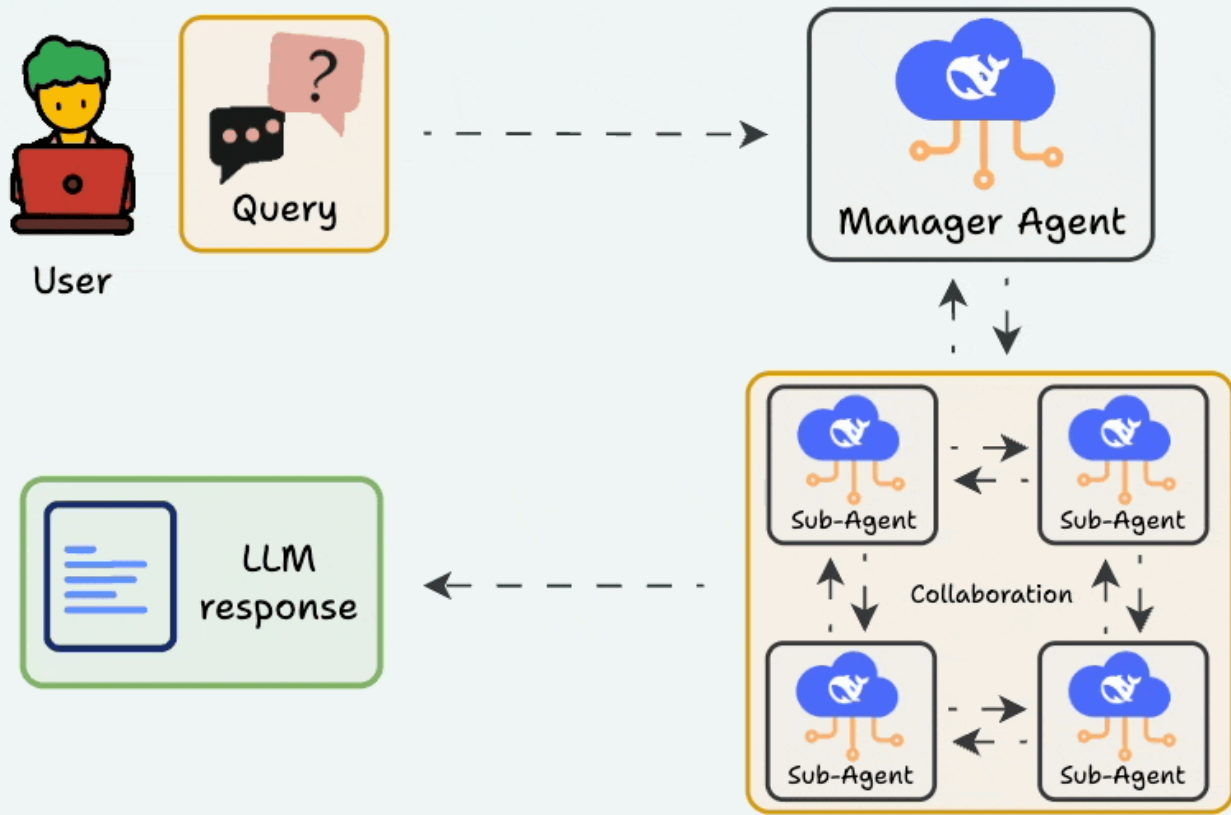 Query
User
Manager Agent
Sub-Agent
Sub-Agent
Collaboration
Sub-Agent
Sub-Agent
LLM
response